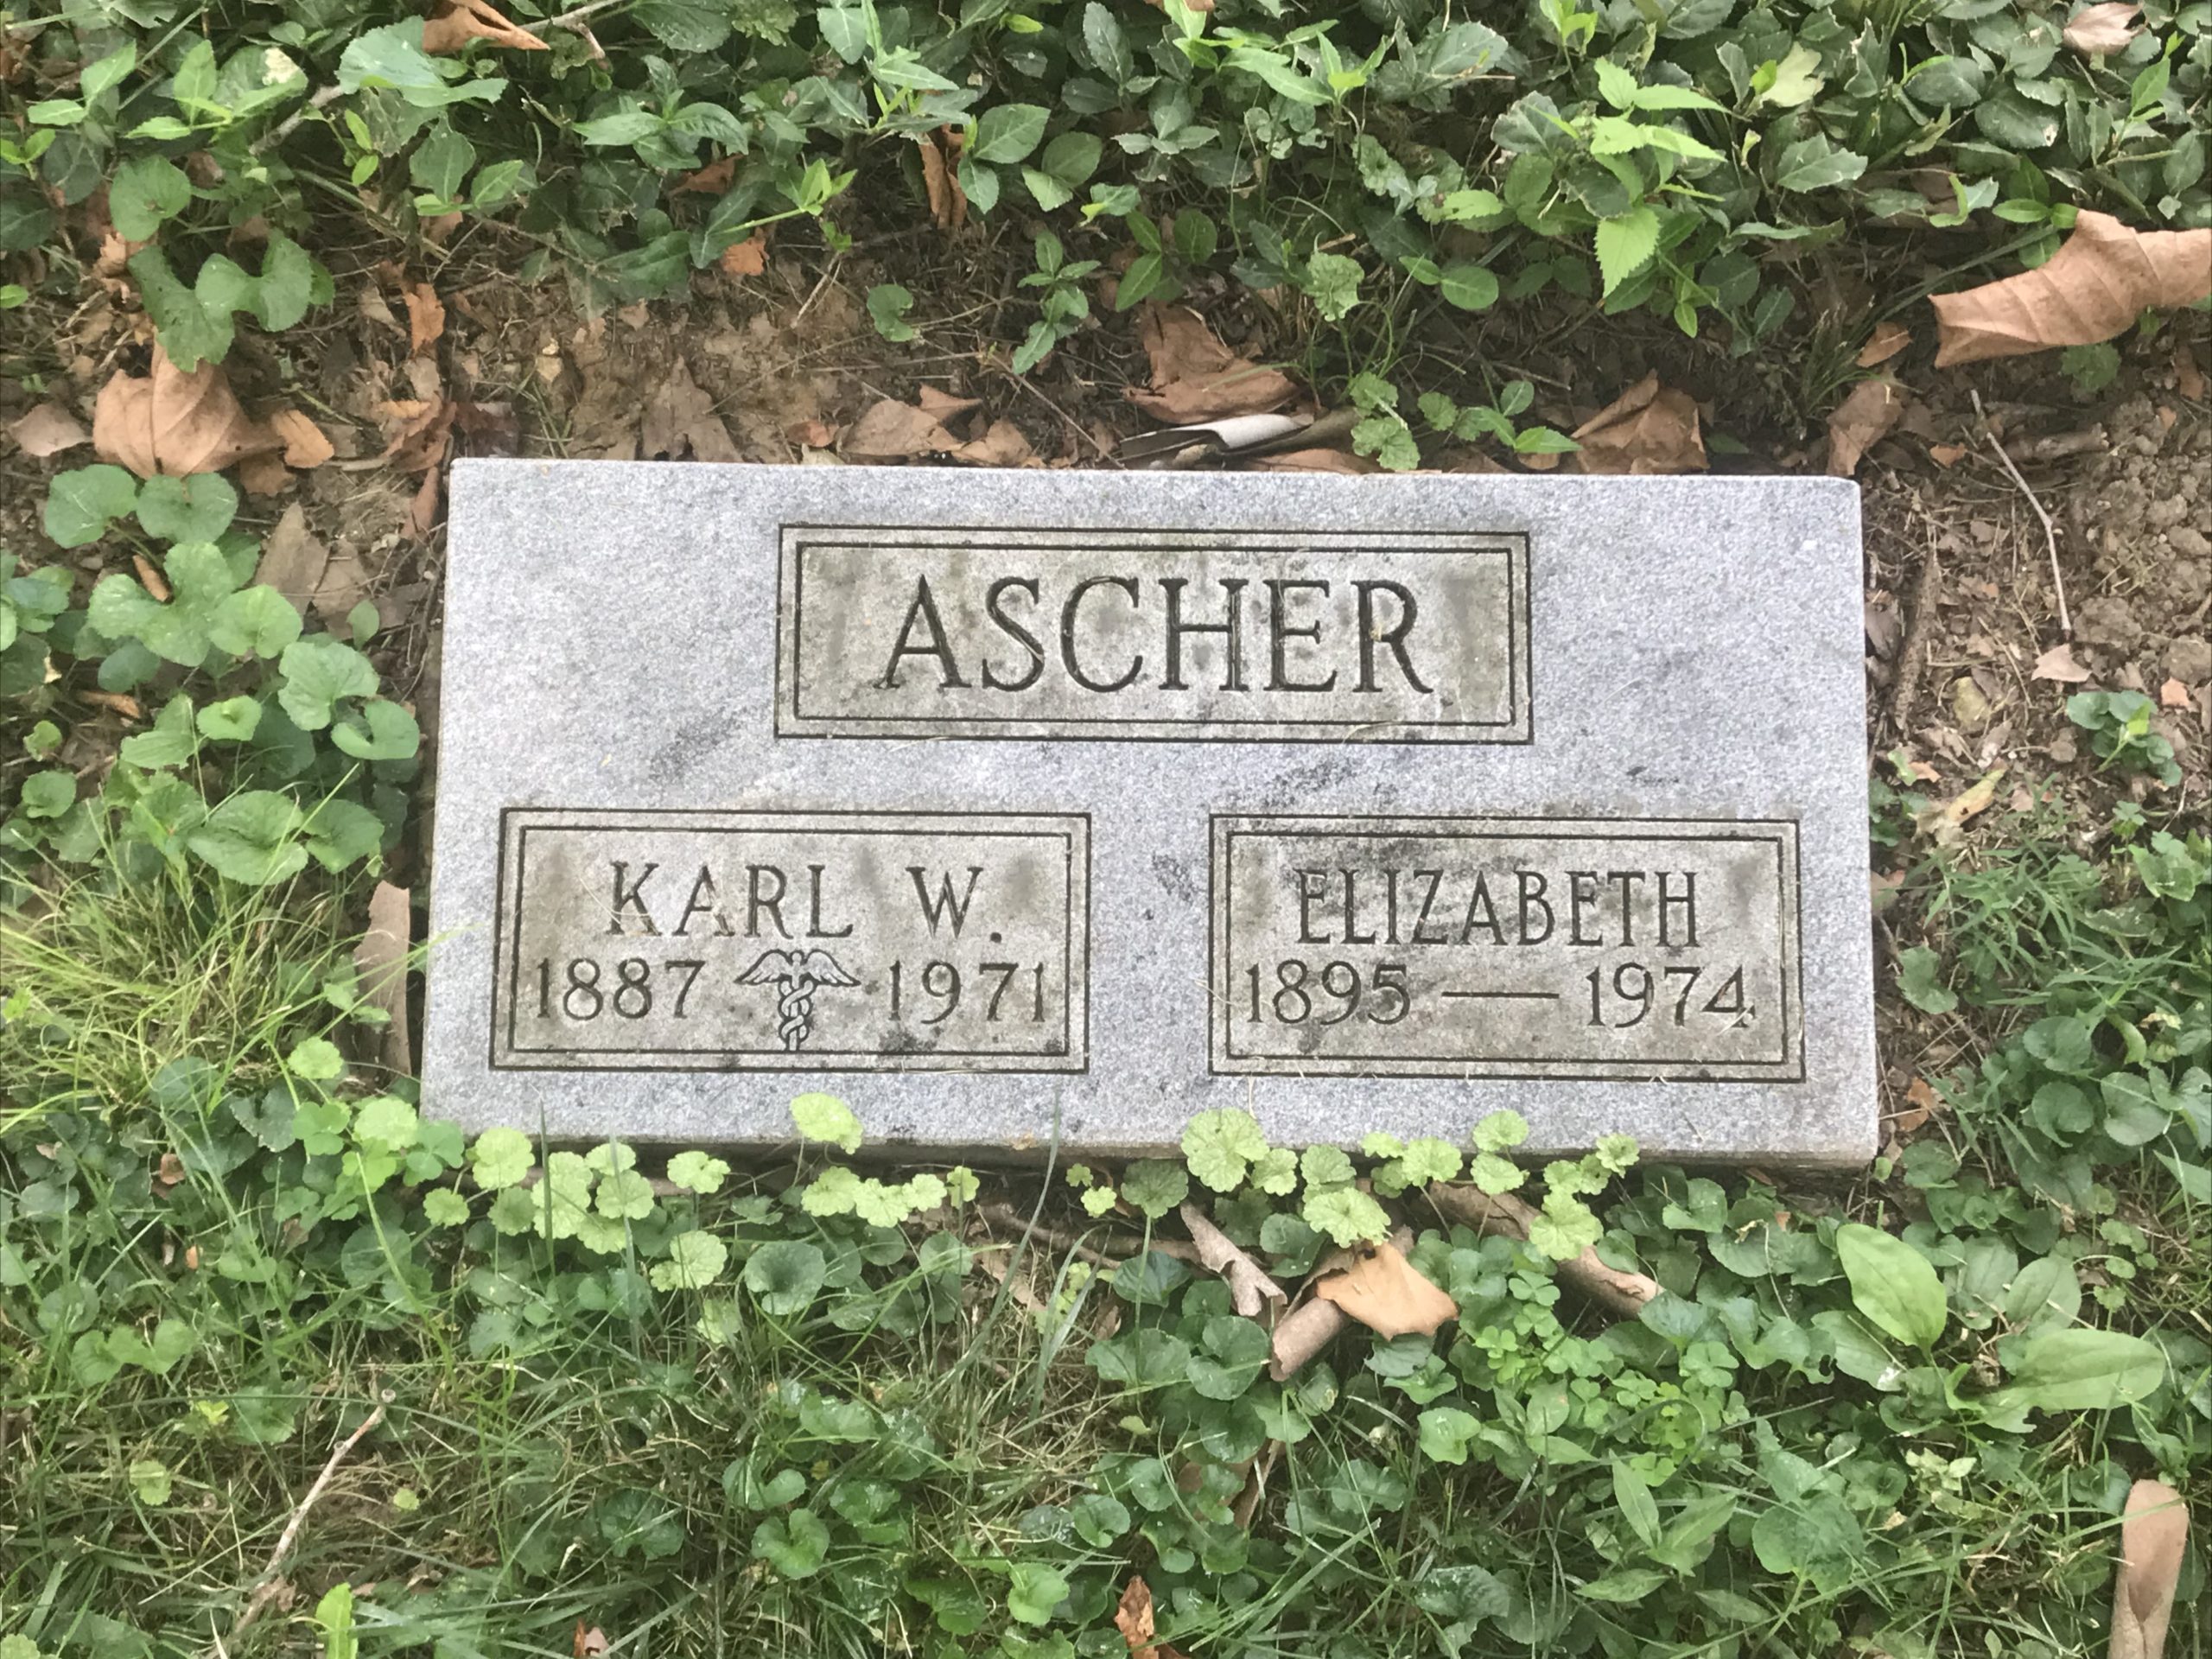 ASCHER
KARL W.
1887 1971
ELIZABETH
1895 — 1974